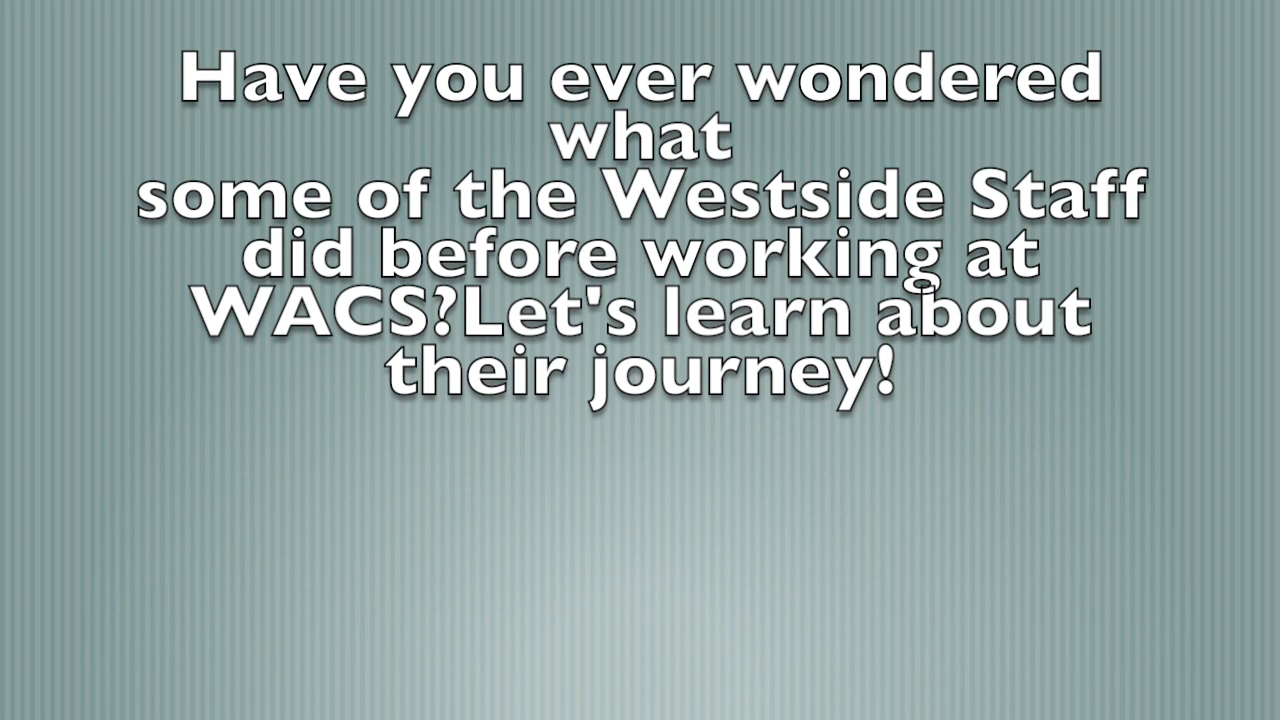 Have you ever wondered
what
some of the Westside Staff
did before working at
WACS?Let's learn about
their journey!